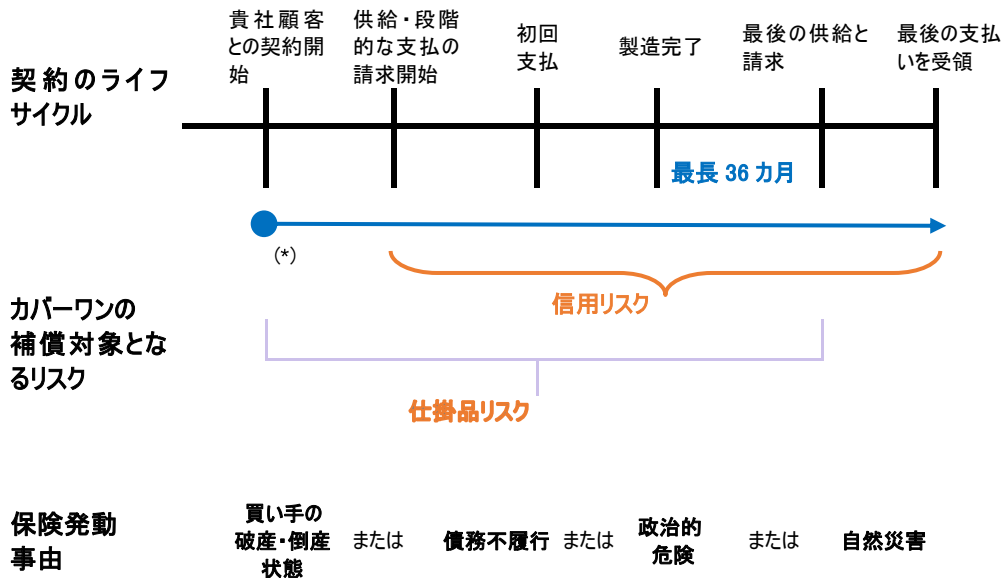 契約のライフ
サイクル
貴社顧客
との契約開
始
供給・段階
的な支払の
請求開始
初回
支払
製造完了
最後の供給と
請求
最後の支払
いを受領
最長 36 カ月
(*)
信用リスク
カバーワンの
補償対象とな
るリスク
仕掛品リスク
保険発動
事由
買い手の
破産・倒産
状態
または
債務不履行
または
政治的
危険
または
自然災害